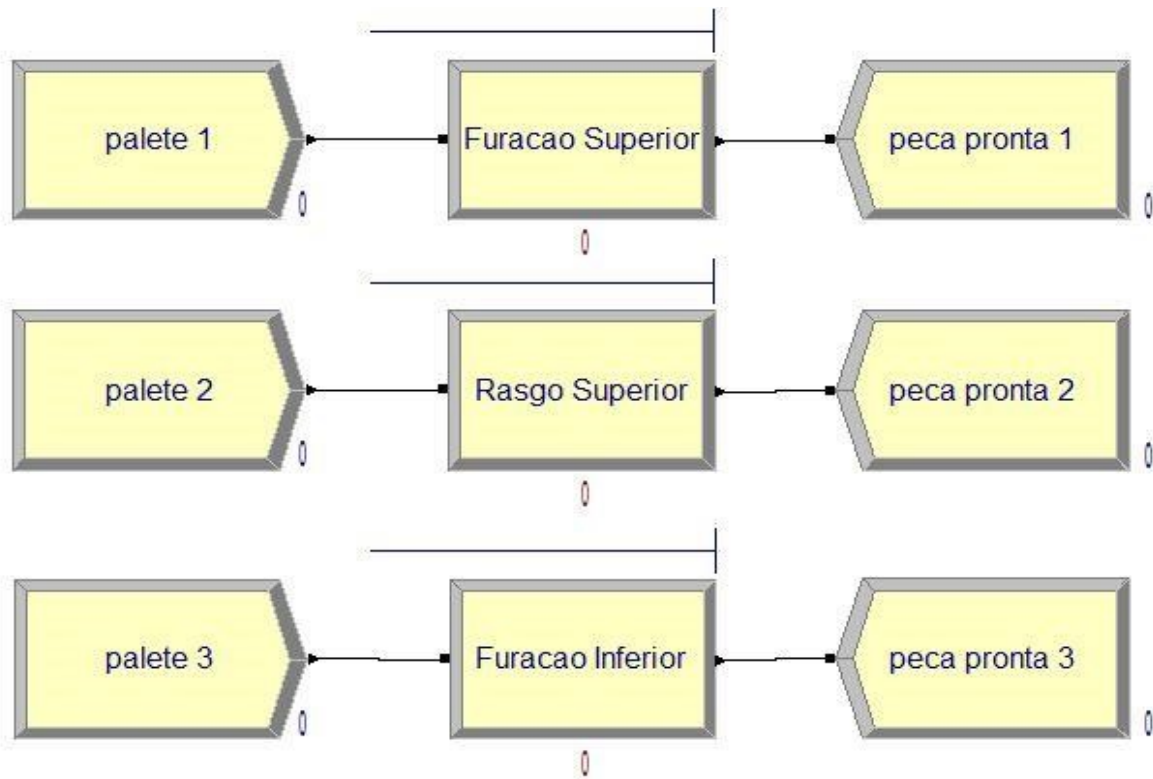 palete 1
Furacao Superior
peca pronta 1
0
0
0
palete 2
Rasgo Superior
peca pronta 2
0
0
0
palete 3
Furacao Inferior
peca pronta 3
0
0
0